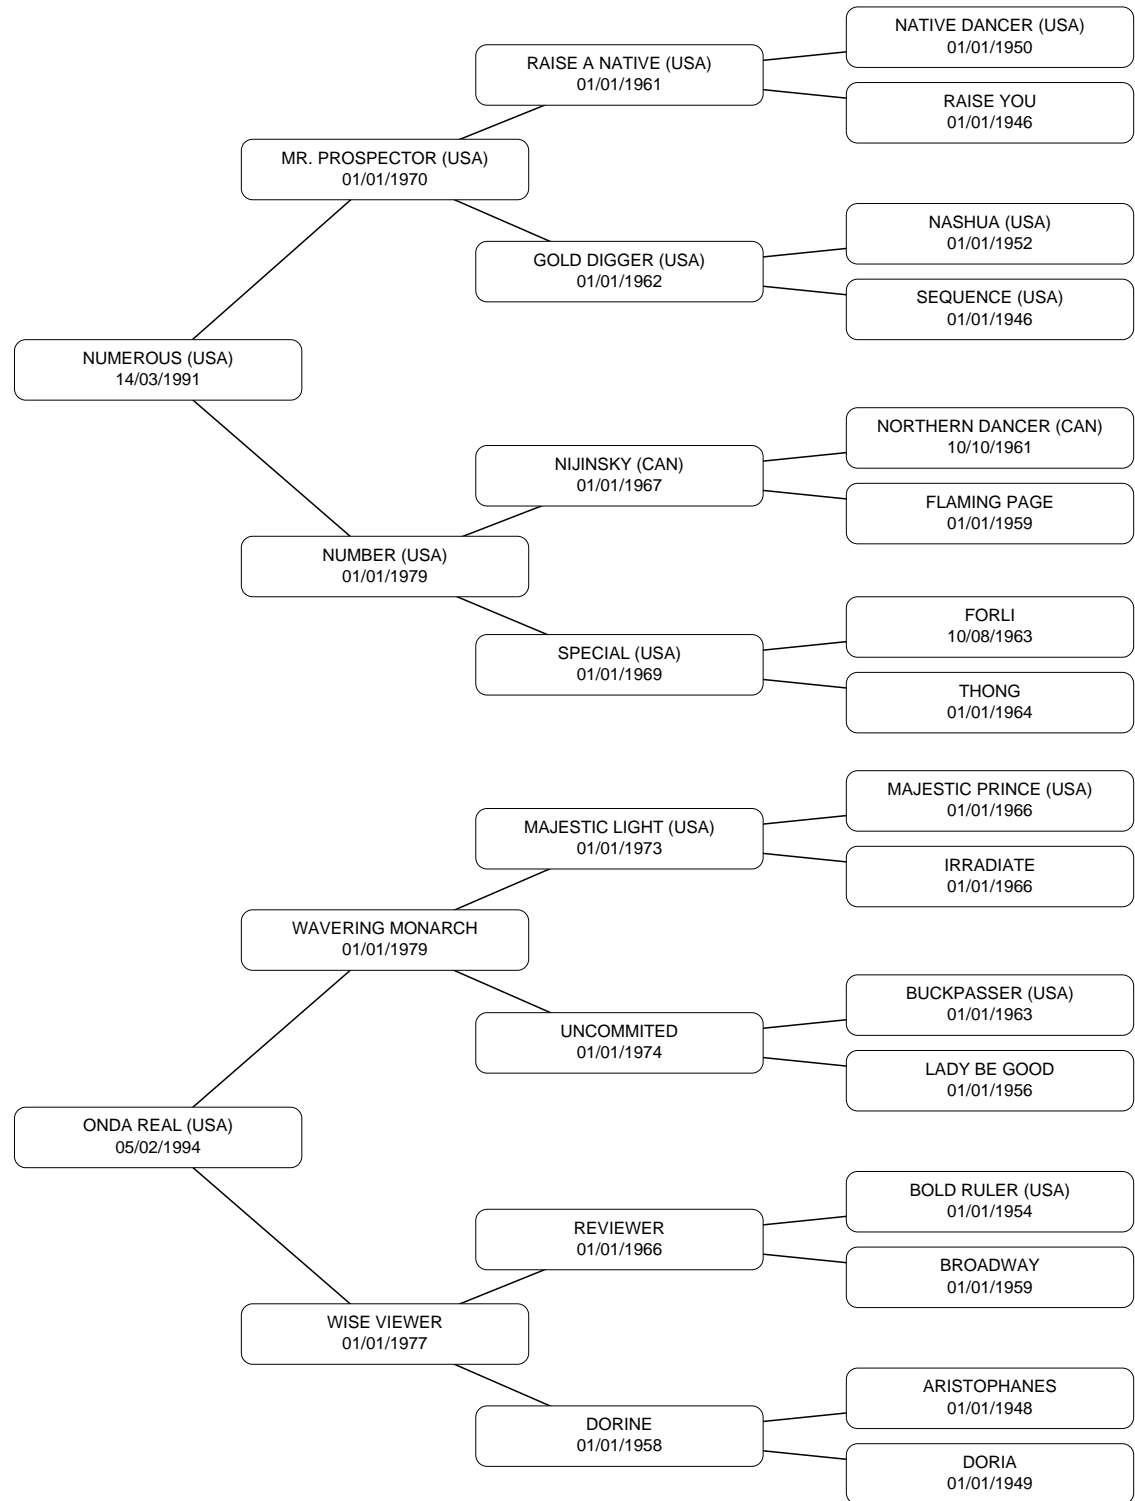 NATIVE DANCER (USA)
01/01/1950
RAISE A NATIVE (USA)
01/01/1961
RAISE YOU
01/01/1946
MR. PROSPECTOR (USA)
01/01/1970
NASHUA (USA)
01/01/1952
GOLD DIGGER (USA)
01/01/1962
SEQUENCE (USA)
01/01/1946
NUMEROUS (USA)
14/03/1991
NORTHERN DANCER (CAN)
10/10/1961
NIJINSKY (CAN)
01/01/1967
FLAMING PAGE
01/01/1959
NUMBER (USA)
01/01/1979
FORLI
10/08/1963
SPECIAL (USA)
01/01/1969
THONG
01/01/1964
MAJESTIC PRINCE (USA)
01/01/1966
MAJESTIC LIGHT (USA)
01/01/1973
IRRADIATE
01/01/1966
WAVERING MONARCH
01/01/1979
BUCKPASSER (USA)
01/01/1963
UNCOMMITED
01/01/1974
LADY BE GOOD
01/01/1956
ONDA REAL (USA)
05/02/1994
BOLD RULER (USA)
01/01/1954
REVIEWER
01/01/1966
BROADWAY
01/01/1959
WISE VIEWER
01/01/1977
ARISTOPHANES
01/01/1948
DORINE
01/01/1958
DORIA
01/01/1949